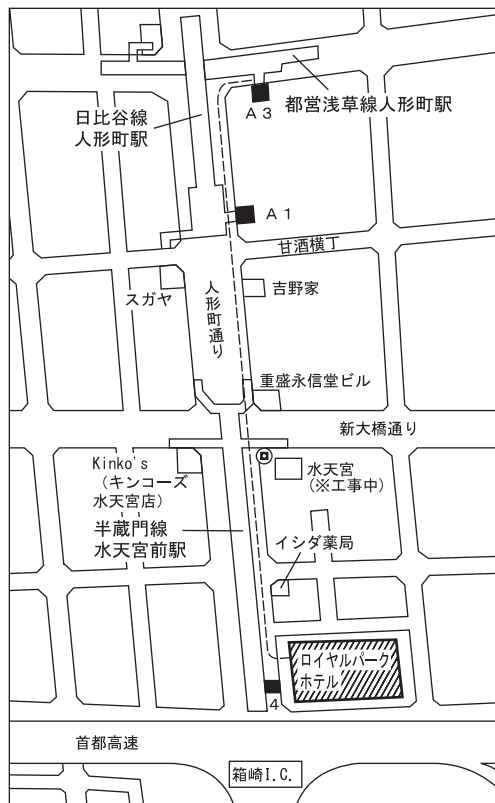 日比谷線
人形町駅
都営浅草線人形町駅
A3
A1
甘酒横丁
スガヤ
人形町通り
吉野家
重盛永信堂ビル
新大橋通り
Kinko's
(キンコーズ
水天宮店)
水天宮
(※工事中)
半蔵門線
水天宮前駅
イシダ薬局
ロイヤルパーク
ホテル
4
首都高速
箱崎I.C.